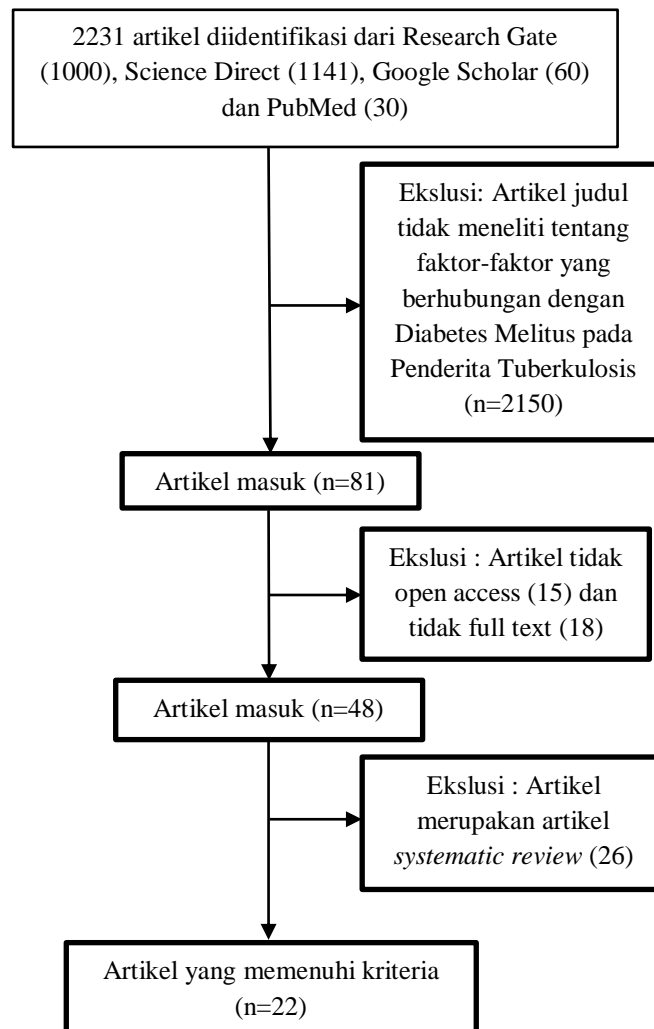 2231 artikel diidentifikasi dari Research Gate
(1000), Science Direct (1141), Google Scholar (60)
dan PubMed (30)
Ekslusi: Artikel judul
tidak meneliti tentang
faktor-faktor yang
berhubungan dengan
Diabetes Melitus pada
Penderita Tuberkulosis
(n=2150)
Artikel masuk (n=81)
Ekslusi : Artikel tidak
open access (15) dan
tidak full text (18)
Artikel masuk (n=48)
Ekslusi : Artikel
merupakan artikel
systematic review (26)
Artikel yang memenuhi kriteria
(n=22)